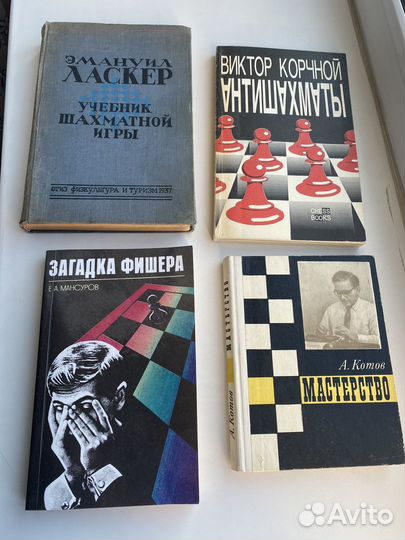 ЭМАНУИЛ
ЛАСКЕР
УЧЕБНИК
ШАХМАТНОЙ
ИГРЫ
ОГИЗ ФИЗКУЛЬТУРА И ТУРИЗМ 1937
ВИКТОР КОРЧНОЙ
АНТИШАХМАТЫ
CHESS
BOOKS
ЗАГАДКА ФИШЕРА
Е.А. МАНСУРОВ
МАСТЕРСТВО
А. Котов
А. Котов
МАСТЕРСТВО
Avito